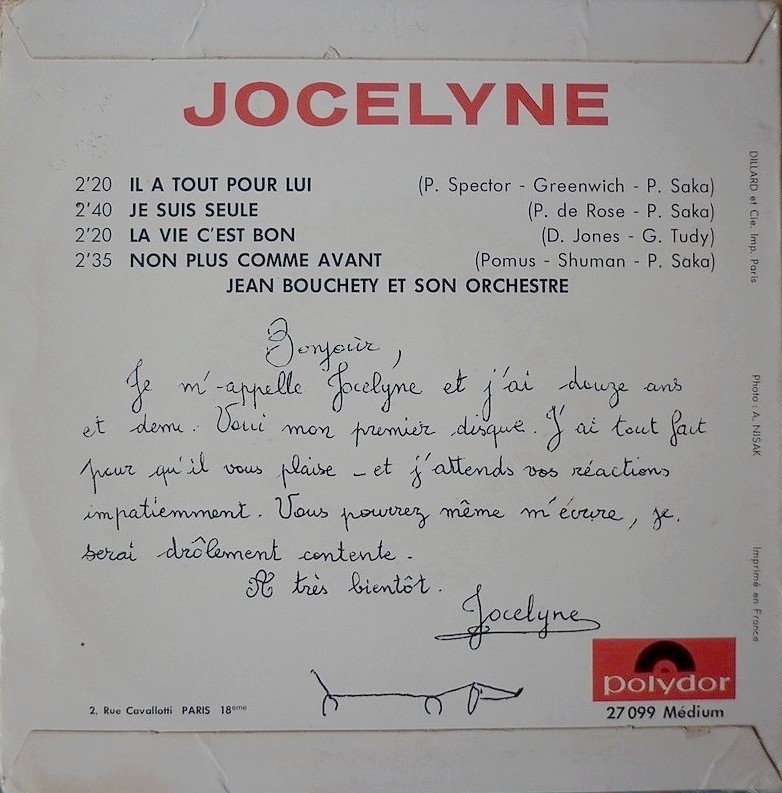 JOCELYNE
2'20 IL A TOUT POUR LUI (P. Spector - Greenwich - P. Saka)
2'40 JE SUIS SEULE (P. de Rose - P. Saka)
2'20 LA VIE C'EST BON (D. Jones - G. Tudy)
2'35 NON PLUS COMME AVANT (Pomus - Shuman - P. Saka)
JEAN BOUCHETY ET SON ORCHESTRE
Bonjour,
Je m'appelle Jocelyne et j'ai douze ans
et demi. Voici mon premier disque. J'ai tout fait
pour qu'il vous plaise - et j'attends vos réactions
impatiemment. Vous pourrez même m'écrire, je
serai drôlement contente.
A très bientôt.
Jocelyne
2, Rue Cavallotti PARIS 18eme
polydor
27 099 Médium
DILLARD et Cie. Imp. Paris
Photo : A. NISAK
Imprimé en France